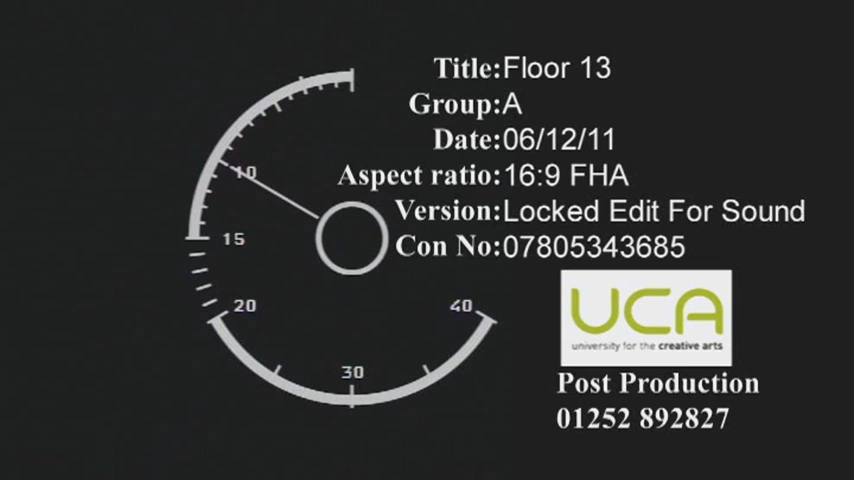 Title:Floor 13
Group:A
Date:06/12/11
Aspect ratio:16:9 FHA
Version:Locked Edit For Sound
Con No:07805343685
10
15
20
40
30
UCA
university for the creative arts
Post Production
01252 892827